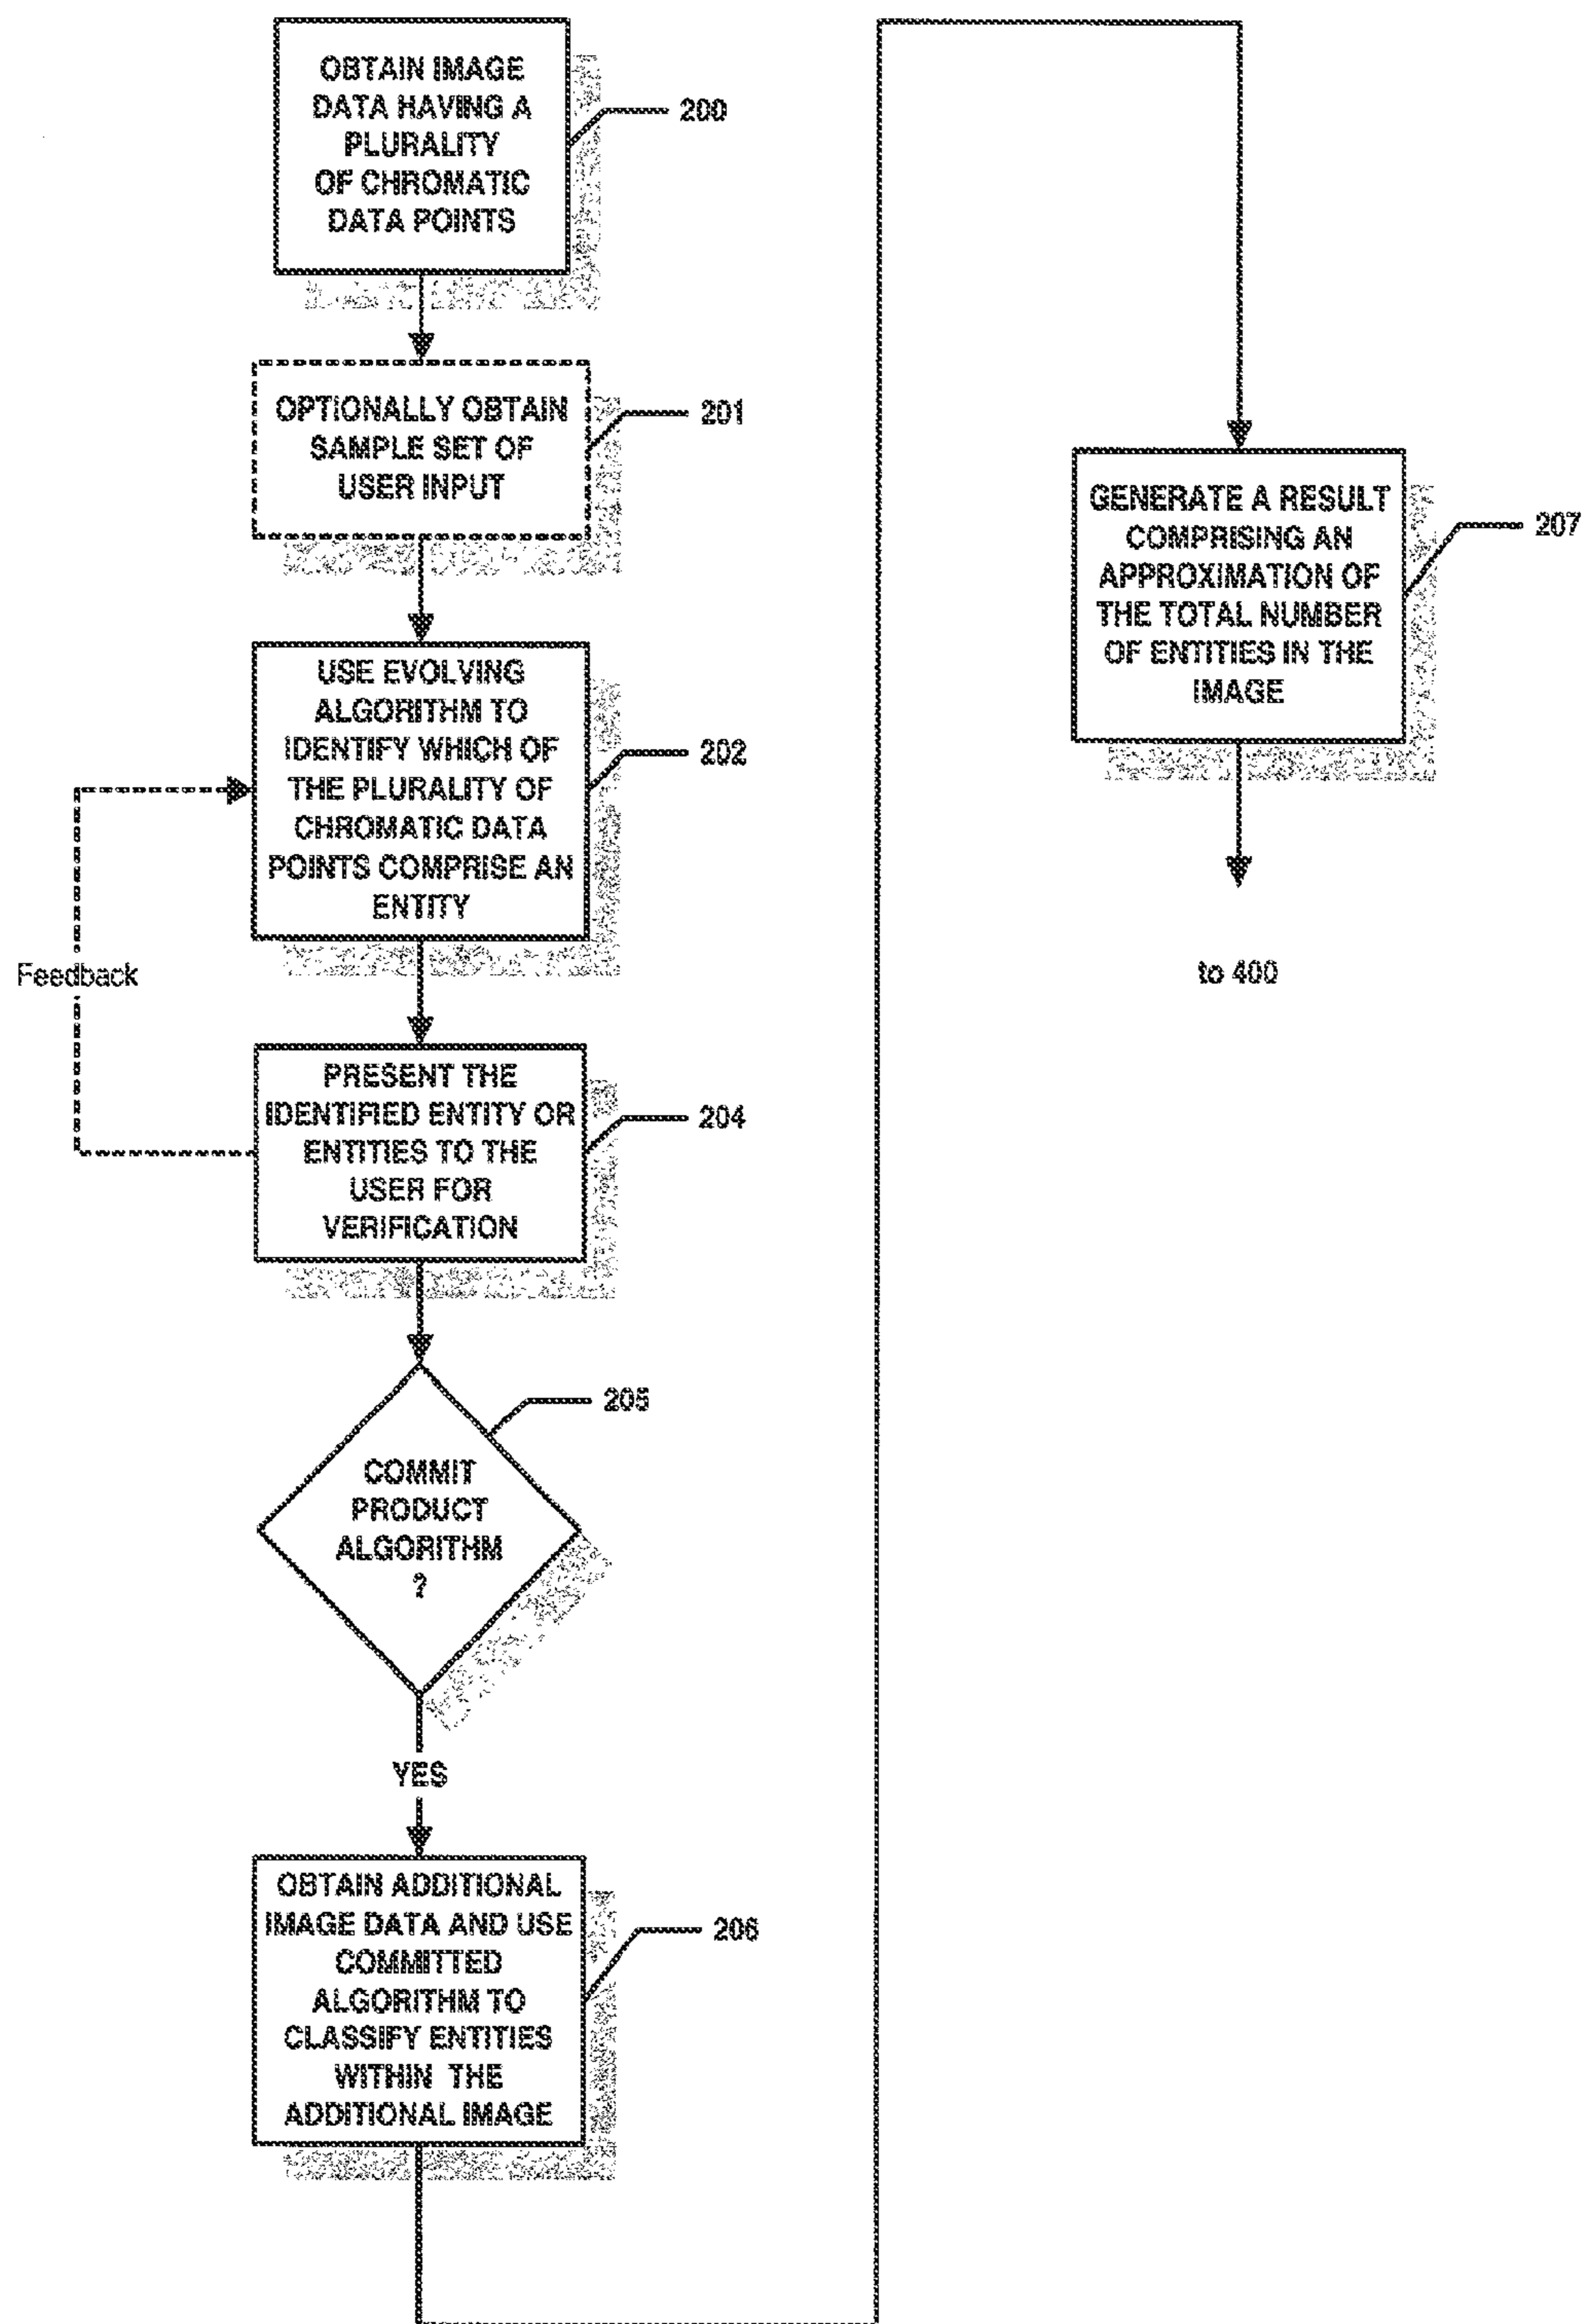 OBTAIN IMAGE
DATA HAVING A
PLURALITY
OF CHROMATIC
DATA POINTS
200
OPTIONALLY OBTAIN
SAMPLE SET OF
USER INPUT
201
USE EVOLVING
ALGORITHM TO
IDENTIFY WHICH OF
THE PLURALITY OF
CHROMATIC DATA
POINTS COMPRISE AN
ENTITY
202
Feedback
PRESENT THE
IDENTIFIED ENTITY OR
ENTITIES TO THE
USER FOR
VERIFICATION
204
COMMIT
PRODUCT
ALGORITHM
?
205
YES
OBTAIN ADDITIONAL
IMAGE DATA AND USE
COMMITTED
ALGORITHM TO
CLASSIFY ENTITIES
WITHIN THE
ADDITIONAL IMAGE
206
GENERATE A RESULT
COMPRISING AN
APPROXIMATION OF
THE TOTAL NUMBER
OF ENTITIES IN THE
IMAGE
207
to 400